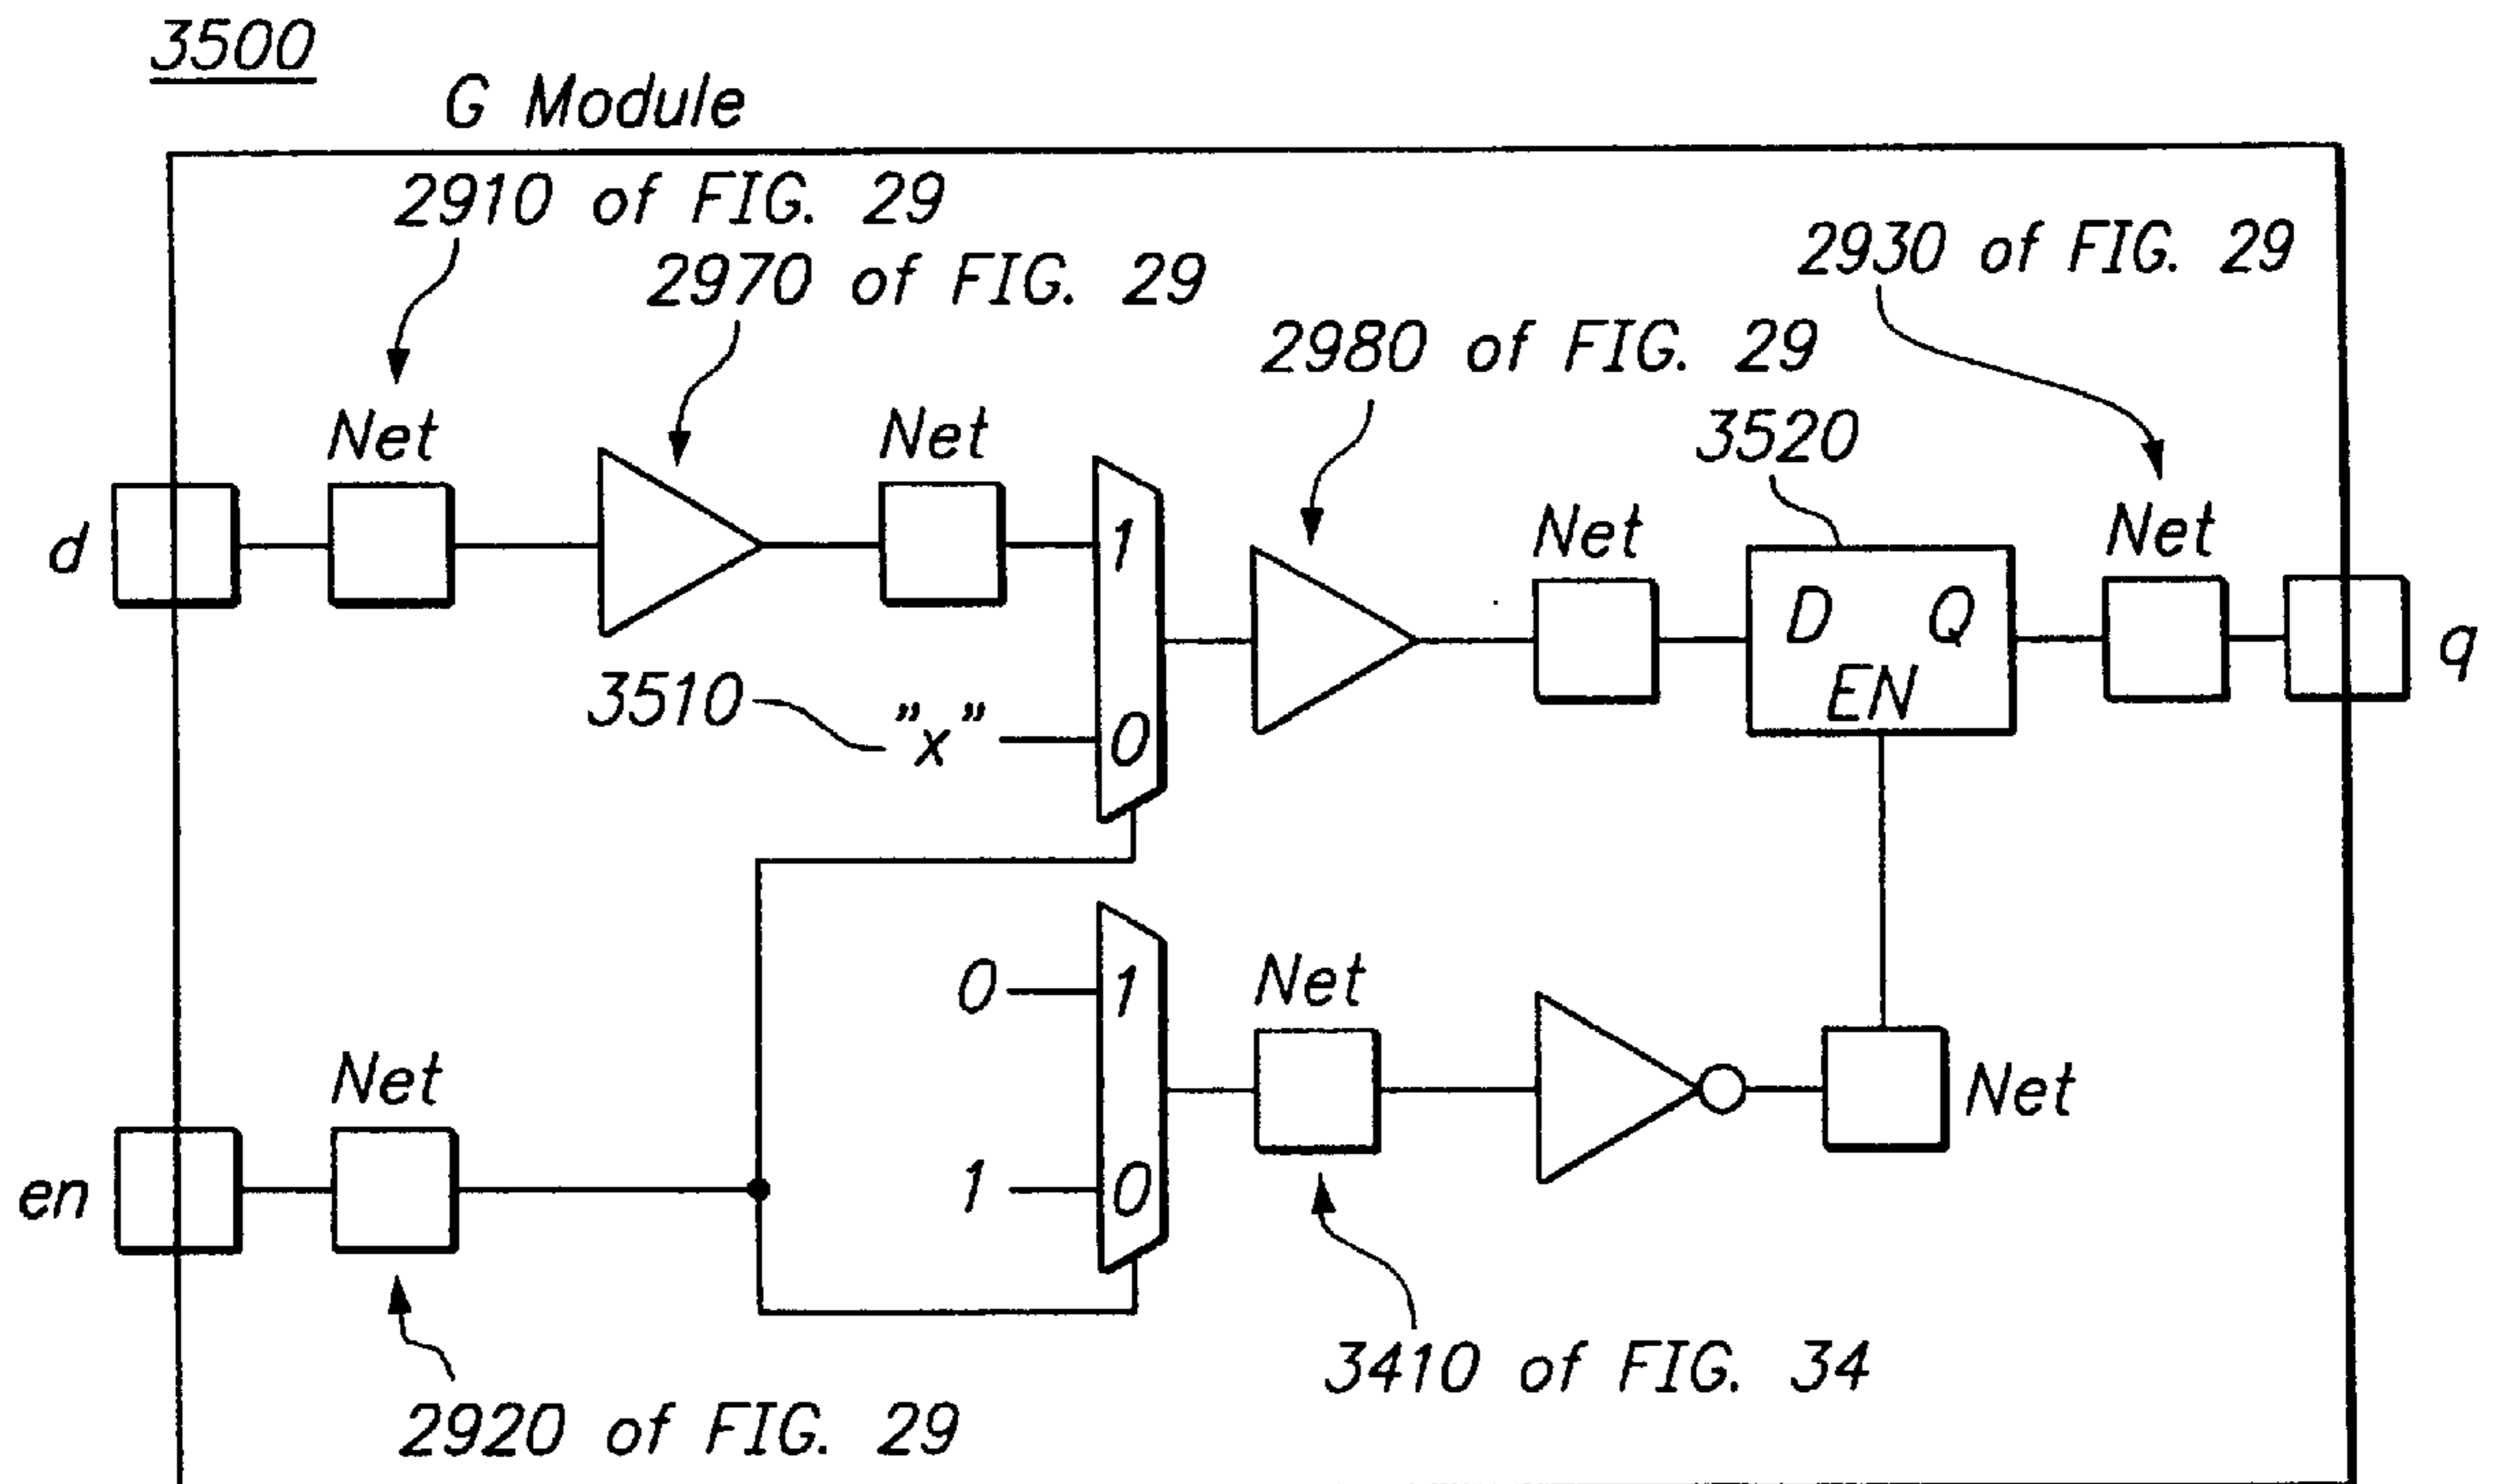 3500
G Module
2910 of FIG. 29
2970 of FIG. 29
2930 of FIG. 29
2980 of FIG. 29
3520
Net
Net
Net
Net
d
1
D Q
EN
q
3510
"x"
0
0
1
Net
Net
Net
1
0
en
3410 of FIG. 34
2920 of FIG. 29